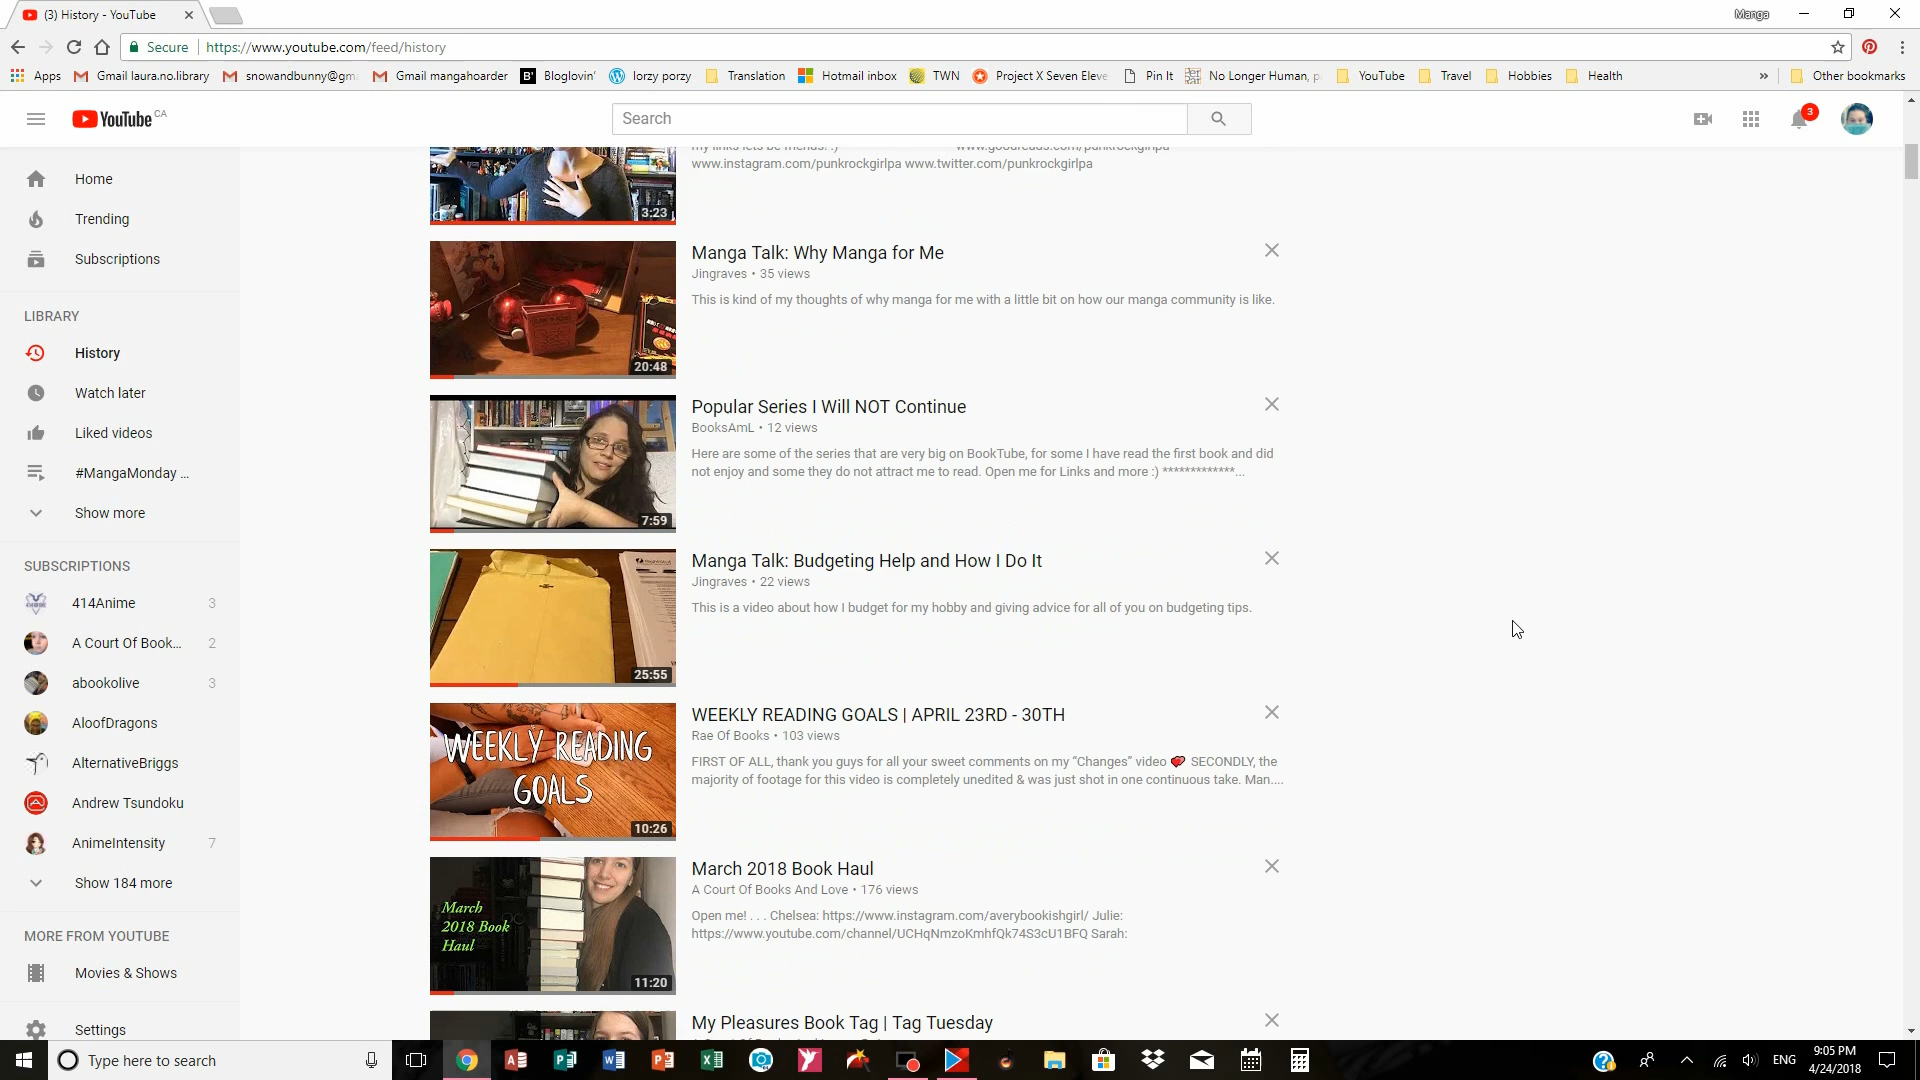 (3) History - YouTube
Manga
Secure https://www.youtube.com/feed/history
Apps Gmail laura.no.library snowandbunny@gm Gmail mangahoarder Bloglovin' lorzy porzy Translation Hotmail inbox TWN Project X Seven Eleve Pin It No Longer Human, p YouTube Travel Hobbies Health » Other bookmarks
YouTube CA
Search
3
Home
Trending
Subscriptions
LIBRARY
History
Watch later
Liked videos
#MangaMonday ...
Show more
SUBSCRIPTIONS
414Anime 3
A Court Of Book... 2
abookolive 3
AloofDragons
AlternativeBriggs
Andrew Tsundoku
AnimeIntensity 7
Show 184 more
MORE FROM YOUTUBE
Movies & Shows
Settings
my links lets be friends! :) www.goodreads.com/punkrockgirlpa
www.instagram.com/punkrockgirlpa www.twitter.com/punkrockgirlpa
3:23
Manga Talk: Why Manga for Me
Jingraves • 35 views
This is kind of my thoughts of why manga for me with a little bit on how our manga community is like.
20:48
Popular Series I Will NOT Continue
BooksAmL • 12 views
Here are some of the series that are very big on BookTube, for some I have read the first book and did
not enjoy and some they do not attract me to read. Open me for Links and more :) *************...
7:59
Manga Talk: Budgeting Help and How I Do It
Jingraves • 22 views
This is a video about how I budget for my hobby and giving advice for all of you on budgeting tips.
25:55
WEEKLY READING GOALS | APRIL 23RD - 30TH
Rae Of Books • 103 views
FIRST OF ALL, thank you guys for all your sweet comments on my “Changes” video 💕 SECONDLY, the
majority of footage for this video is completely unedited & was just shot in one continuous take. Man....
WEEKLY READING
GOALS
10:26
March 2018 Book Haul
A Court Of Books And Love • 176 views
Open me! . . . Chelsea: https://www.instagram.com/averybookishgirl/ Julie:
https://www.youtube.com/channel/UCHqNmzoKmhfQk74S3cU1BFQ Sarah:
March
2018 Book
Haul
11:20
My Pleasures Book Tag | Tag Tuesday
Type here to search
ENG
9:05 PM
4/24/2018